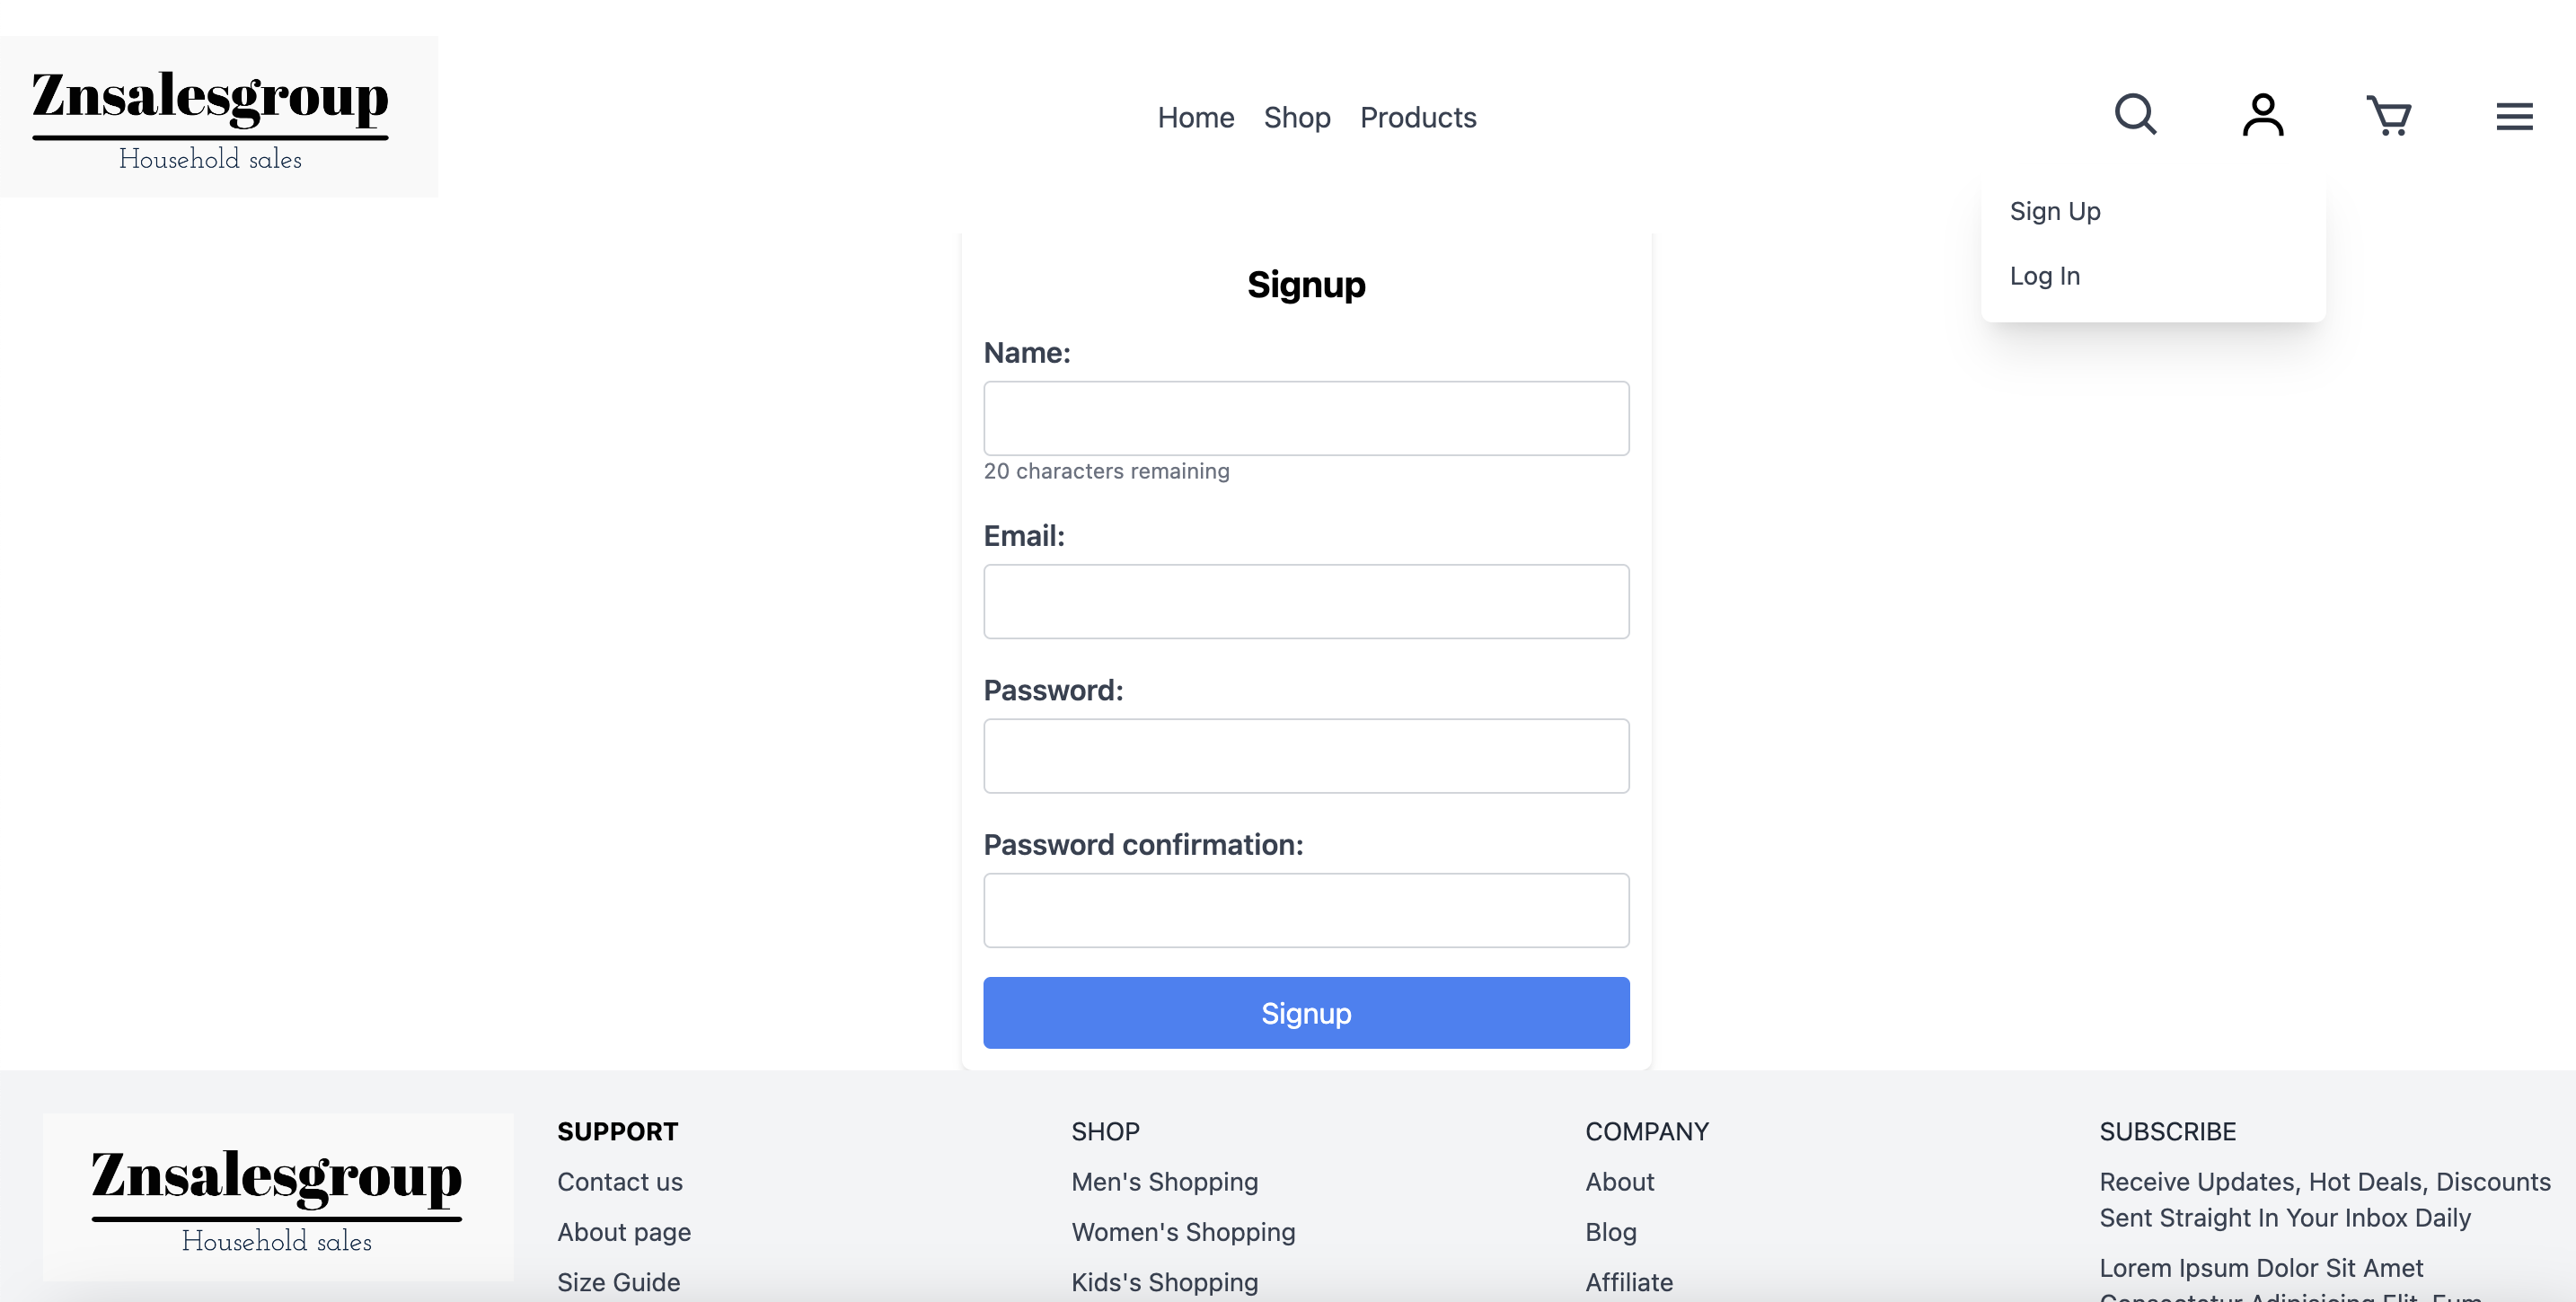 Znsalesgroup
Household sales
Home Shop Products
Sign Up
Log In
Signup
Name:
20 characters remaining
Email:
Password:
Password confirmation:
Signup
Znsalesgroup
Household sales
SUPPORT
Contact us
About page
Size Guide
SHOP
Men's Shopping
Women's Shopping
Kids's Shopping
COMPANY
About
Blog
Affiliate
SUBSCRIBE
Receive Updates, Hot Deals, Discounts
Sent Straight In Your Inbox Daily
Lorem Ipsum Dolor Sit Amet